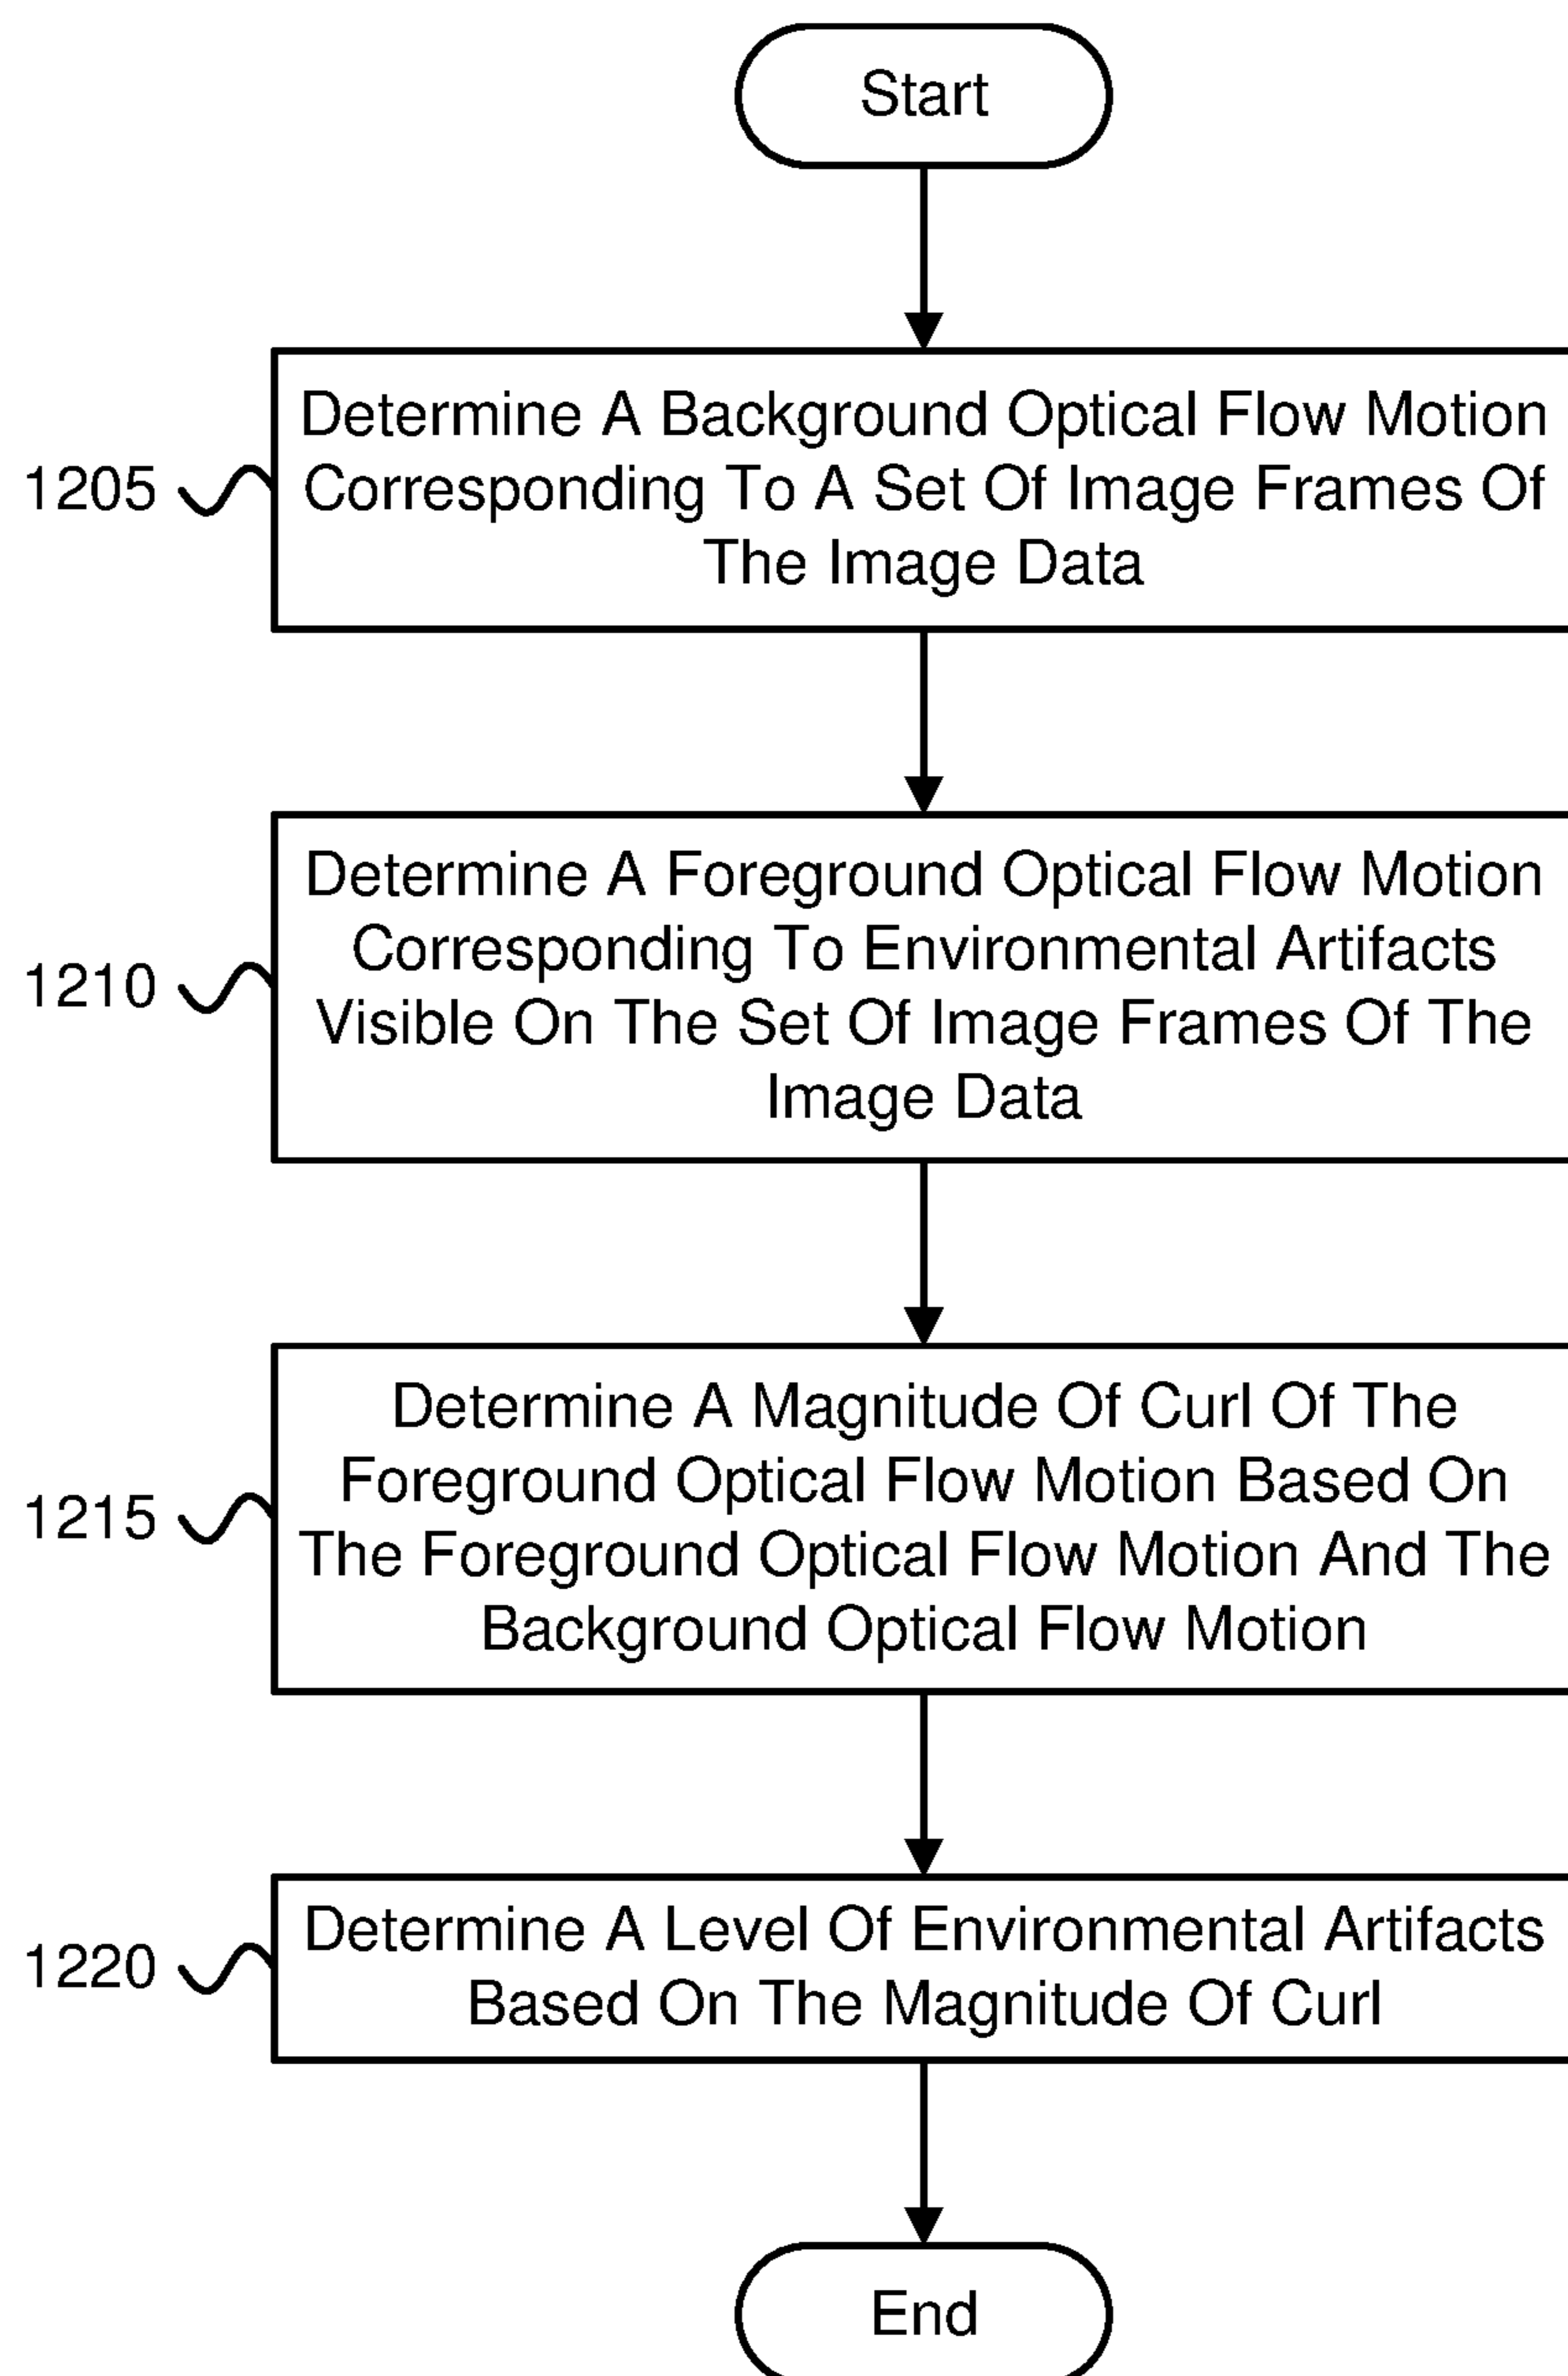 Start
Determine A Background Optical Flow Motion
1205
Corresponding To A Set Of Image Frames Of
The Image Data
Determine A Foreground Optical Flow Motion
Corresponding To Environmental Artifacts
1210
Visible On The Set Of Image Frames Of The
Image Data
Determine A Magnitude Of Curl Of The
Foreground Optical Flow Motion Based On
1215
The Foreground Optical Flow Motion And The
Background Optical Flow Motion
Determine A Level Of Environmental Artifacts
1220
Based On The Magnitude Of Curl
End